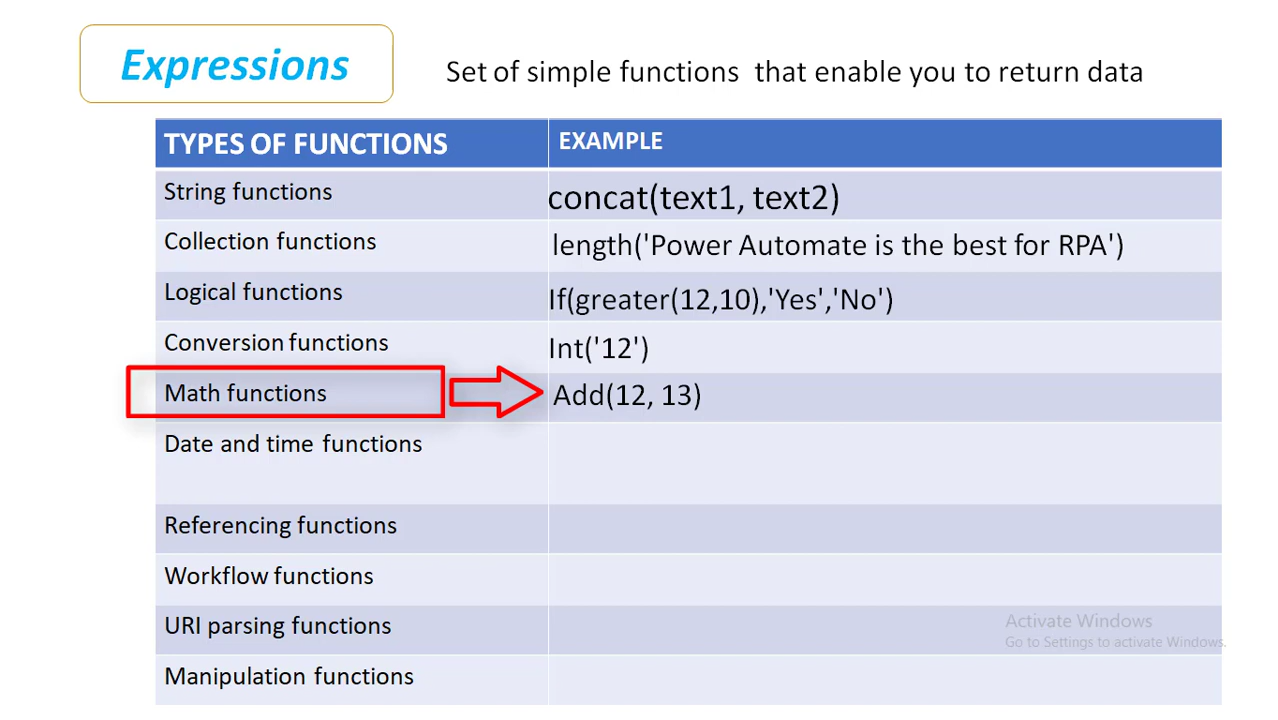 Expressions
Set of simple functions that enable you to return data
TYPES OF FUNCTIONS EXAMPLE
String functions concat(text1, text2)
Collection functions length('Power Automate is the best for RPA')
Logical functions If(greater(12,10),'Yes','No')
Conversion functions Int('12')
Math functions Add(12, 13)
Date and time functions
Referencing functions
Workflow functions
URI parsing functions
Manipulation functions
Activate Windows
Go to Settings to activate Windows.